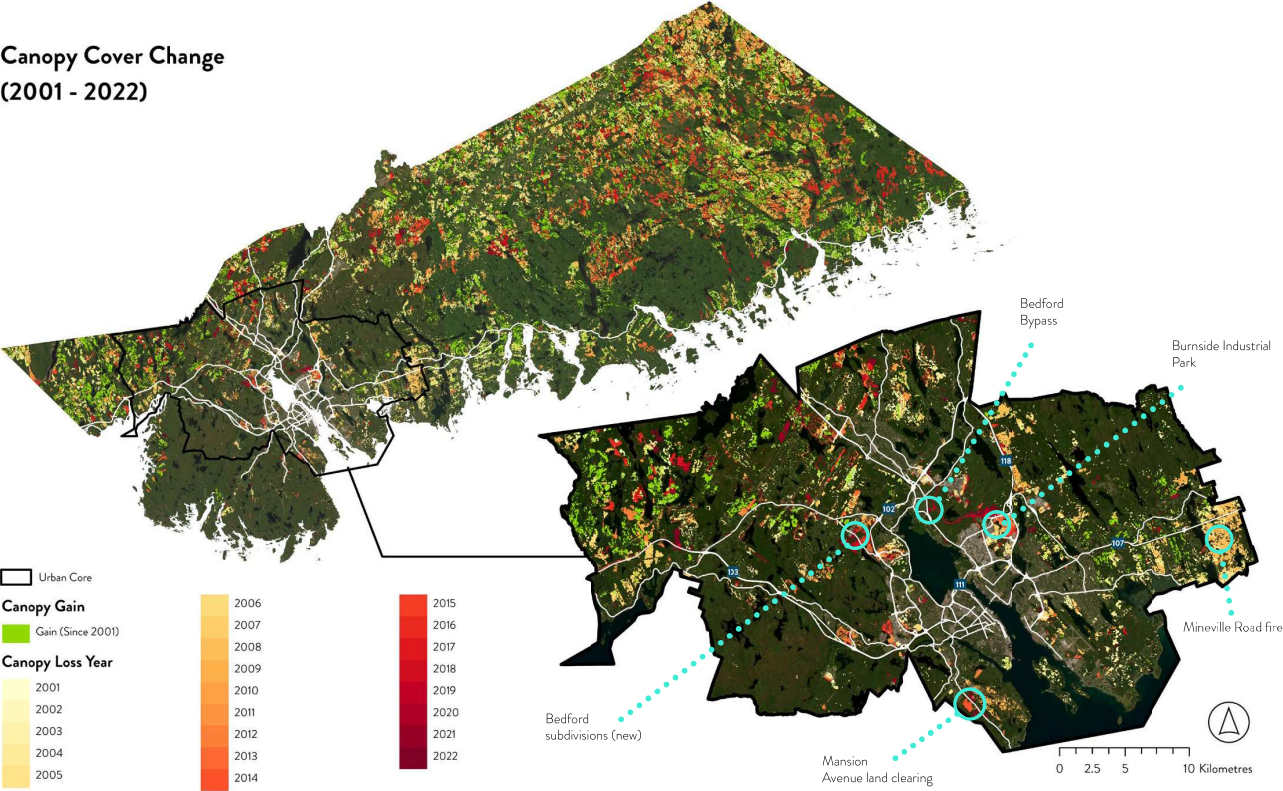 Canopy Cover Change
(2001 - 2022)
Bedford
Bypass
Burnside Industrial
Park
118
102
107
103
111
Mineville Road fire
Bedford
subdivisions (new)
Mansion
Avenue land clearing
0 2.5 5 10 Kilometres
Urban Core
Canopy Gain
Gain (Since 2001)
Canopy Loss Year
2001
2002
2003
2004
2005
2006
2007
2008
2009
2010
2011
2012
2013
2014
2015
2016
2017
2018
2019
2020
2021
2022